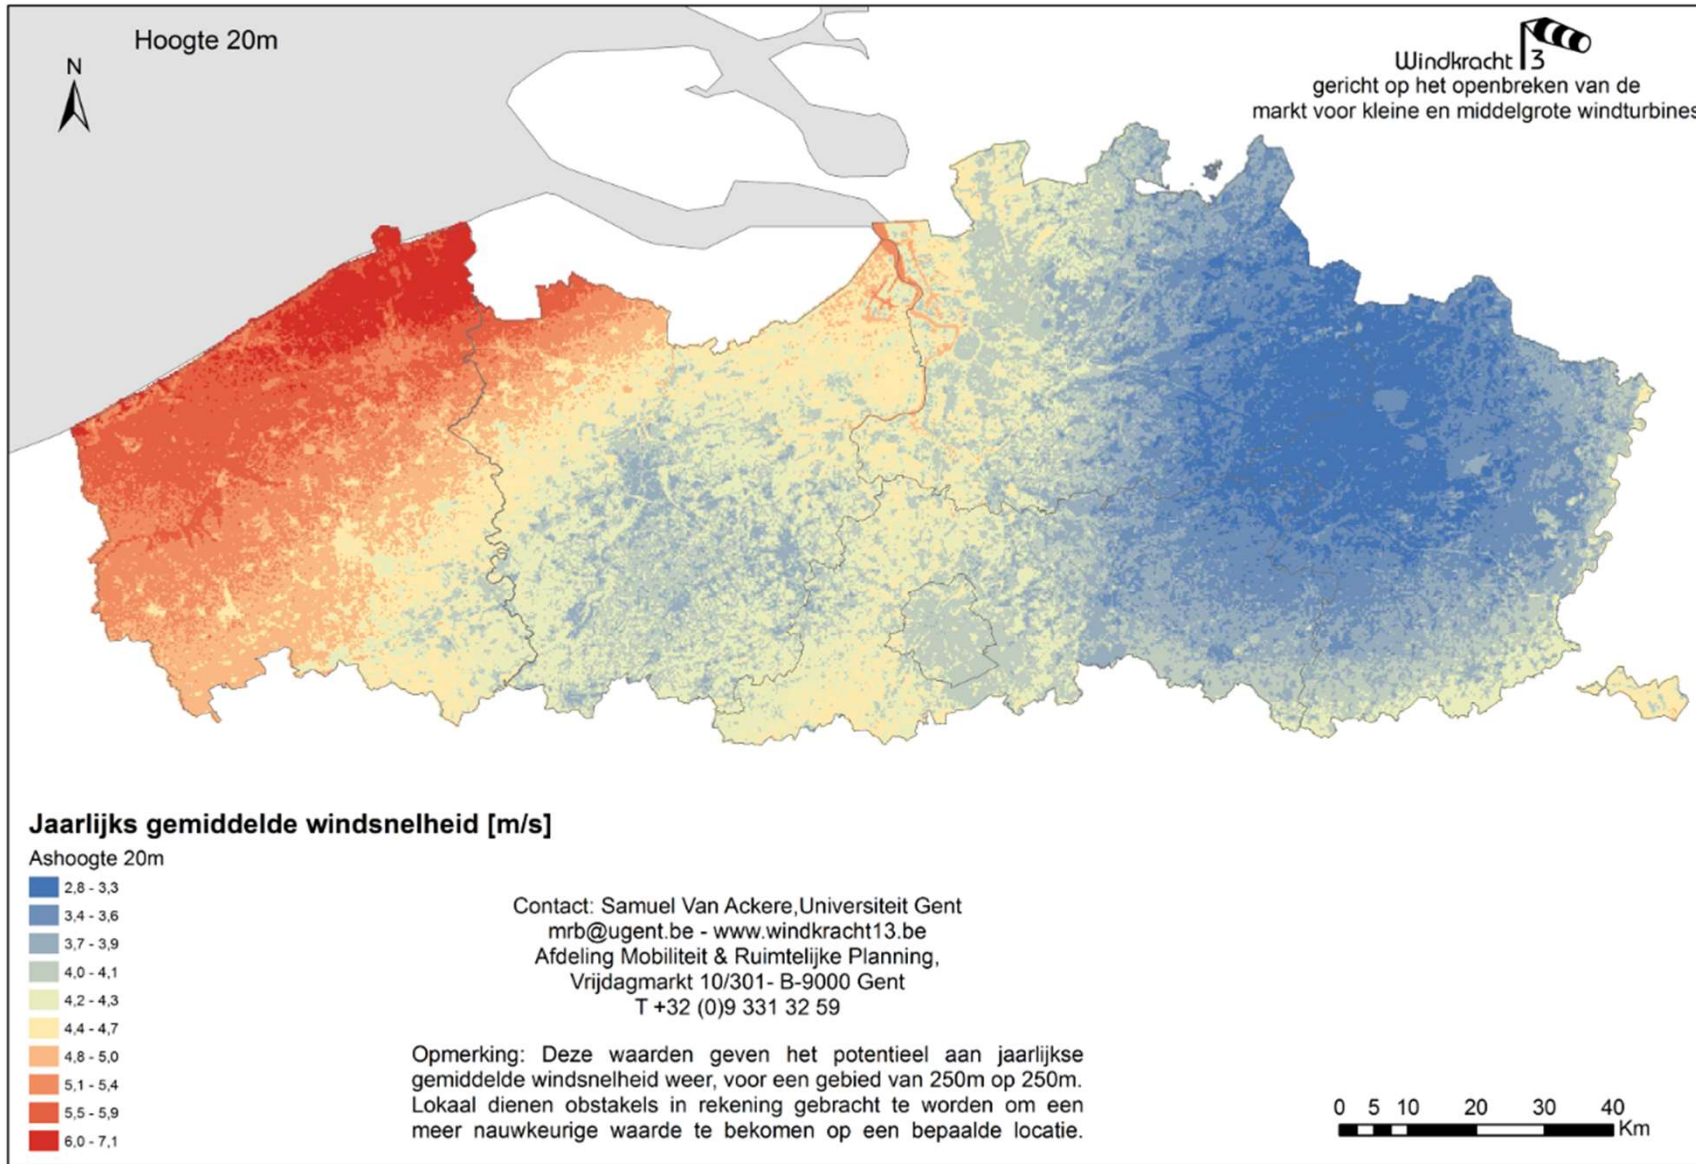 Hoogte 20m
N
Windkracht 13
gericht op het openbreken van de
markt voor kleine en middelgrote windturbines
Jaarlijks gemiddelde windsnelheid [m/s]
Ashoogte 20m
2,8 - 3,3
3,4 - 3,6
3,7 - 3,9
4,0 - 4,1
4,2 - 4,3
4,4 - 4,7
4,8 - 5,0
5,1 - 5,4
5,5 - 5,9
6,0 - 7,1
Contact: Samuel Van Ackere,Universiteit Gent
mrb@ugent.be - www.windkracht13.be
Afdeling Mobiliteit & Ruimtelijke Planning,
Vrijdagmarkt 10/301- B-9000 Gent
T +32 (0)9 331 32 59
Opmerking: Deze waarden geven het potentieel aan jaarlijkse
gemiddelde windsnelheid weer, voor een gebied van 250m op 250m.
Lokaal dienen obstakels in rekening gebracht te worden om een
meer nauwkeurige waarde te bekomen op een bepaalde locatie.
0 5 10 20 30 40
Km